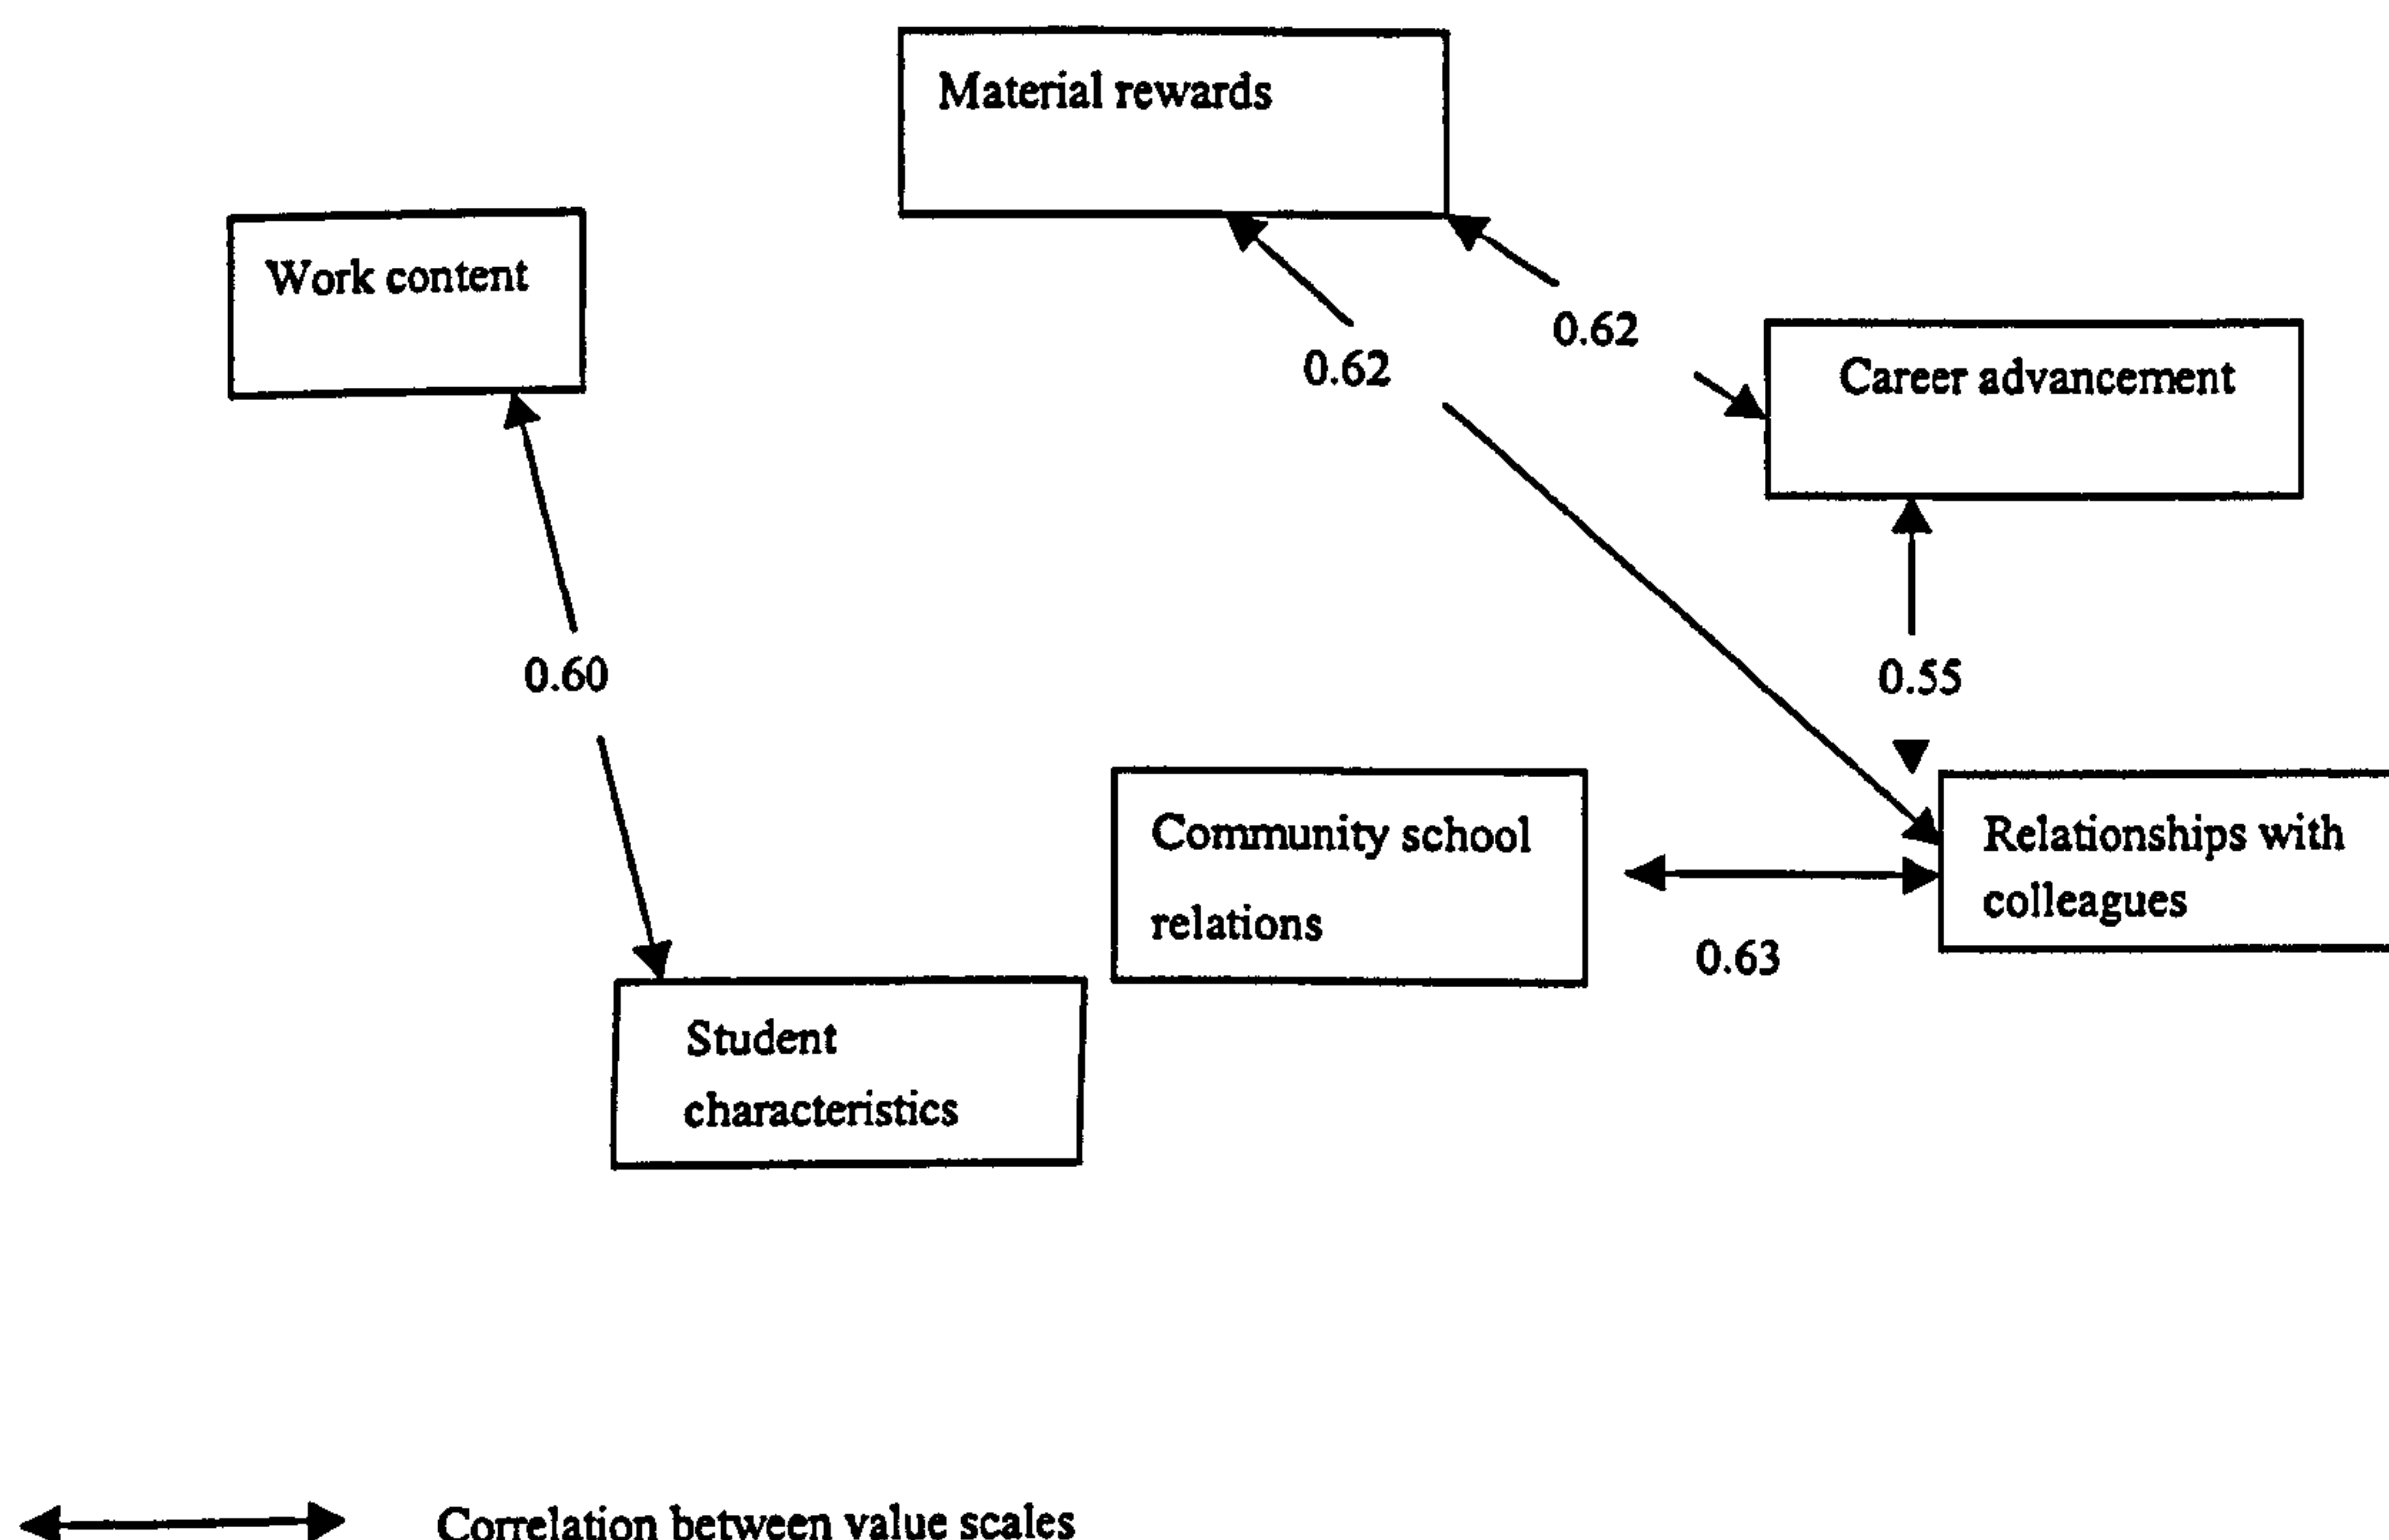 Material rewards
Work content
0.62
0.62
Career advancement
0.60
0.55
Community school
relations
Relationships with
colleagues
0.63
Student
characteristics
Correlation between value scales